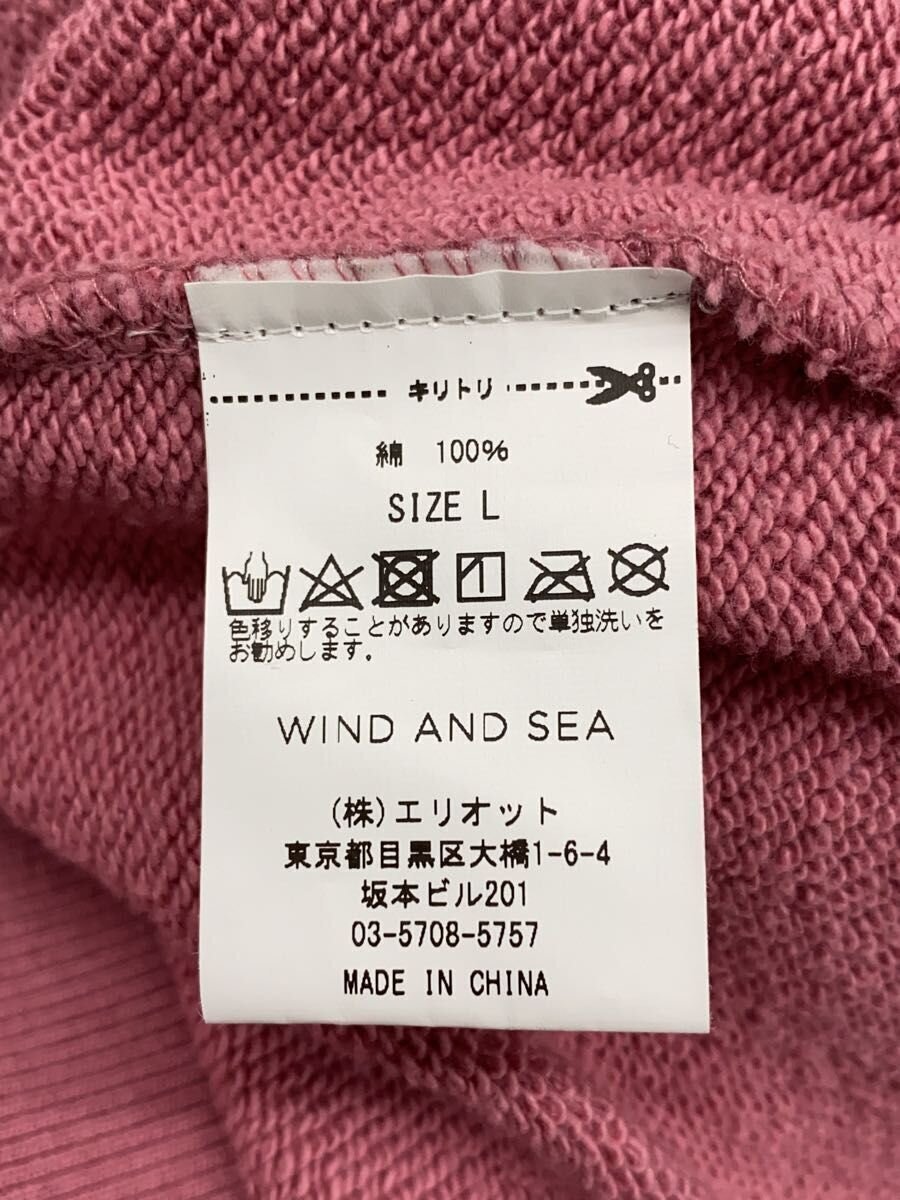 キリトリ
綿 100%
SIZE L
色移りすることがありますので単独洗いを
お勧めします。
WIND AND SEA
(株)エリオット
東京都目黒区大橋1-6-4
坂本ビル201
03-5708-5757
MADE IN CHINA